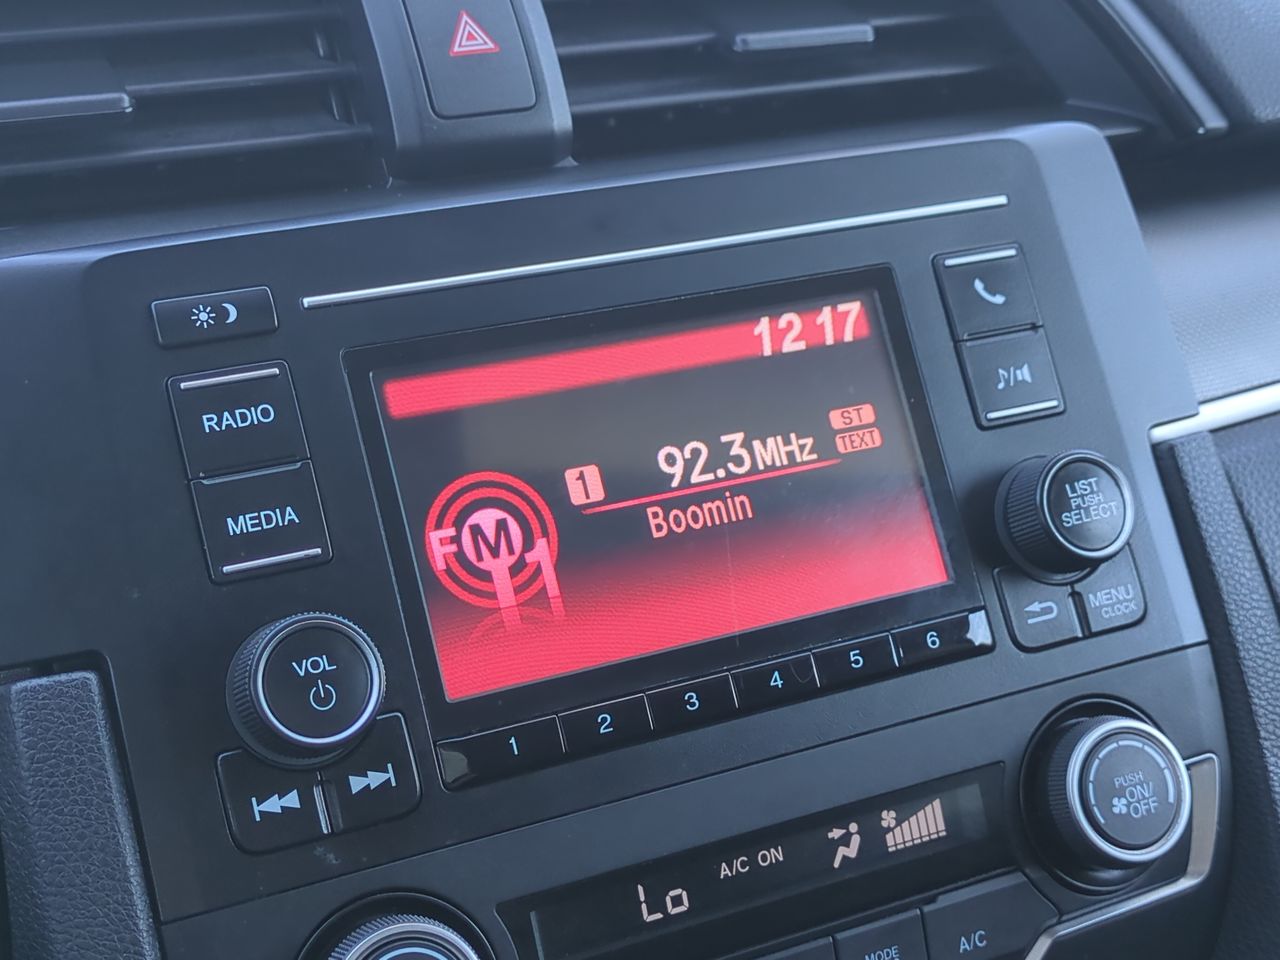 12 17
RADIO
MEDIA
1 92.3MHz
ST
TEXT
FM 1
Boomin
VOL
LIST
PUSH
SELECT
MENU
CLOCK
1 2 3 4 5 6
PUSH
ON/
OFF
A/C ON
Lo
MODE
A/C